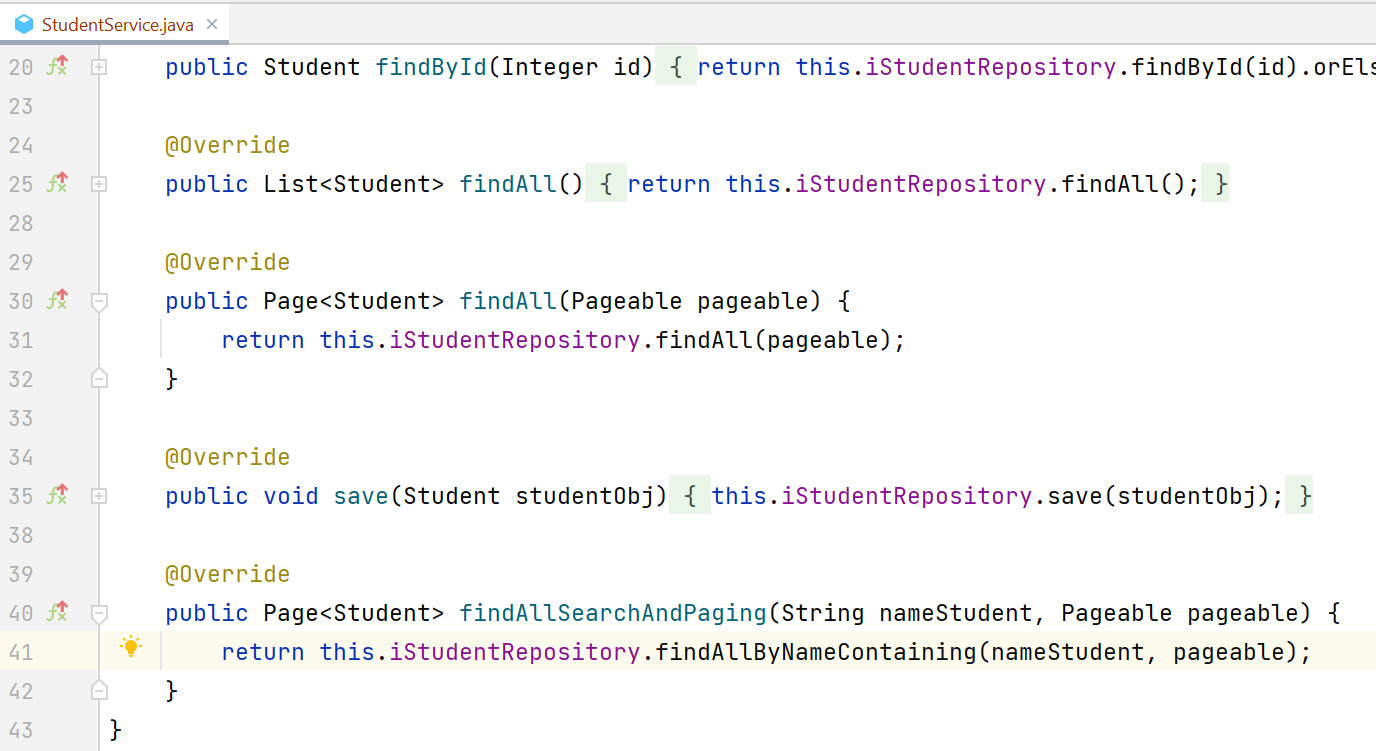 StudentService.java
20 public Student findById(Integer id) { return this.iStudentRepository.findById(id).orEls
23
24 @Override
25 public List<Student> findAll() { return this.iStudentRepository.findAll(); }
28
29 @Override
30 public Page<Student> findAll(Pageable pageable) {
31 return this.iStudentRepository.findAll(pageable);
32 }
33
34 @Override
35 public void save(Student studentObj) { this.iStudentRepository.save(studentObj); }
38
39 @Override
40 public Page<Student> findAllSearchAndPaging(String nameStudent, Pageable pageable) {
41 return this.iStudentRepository.findAllByNameContaining(nameStudent, pageable);
42 }
43 }